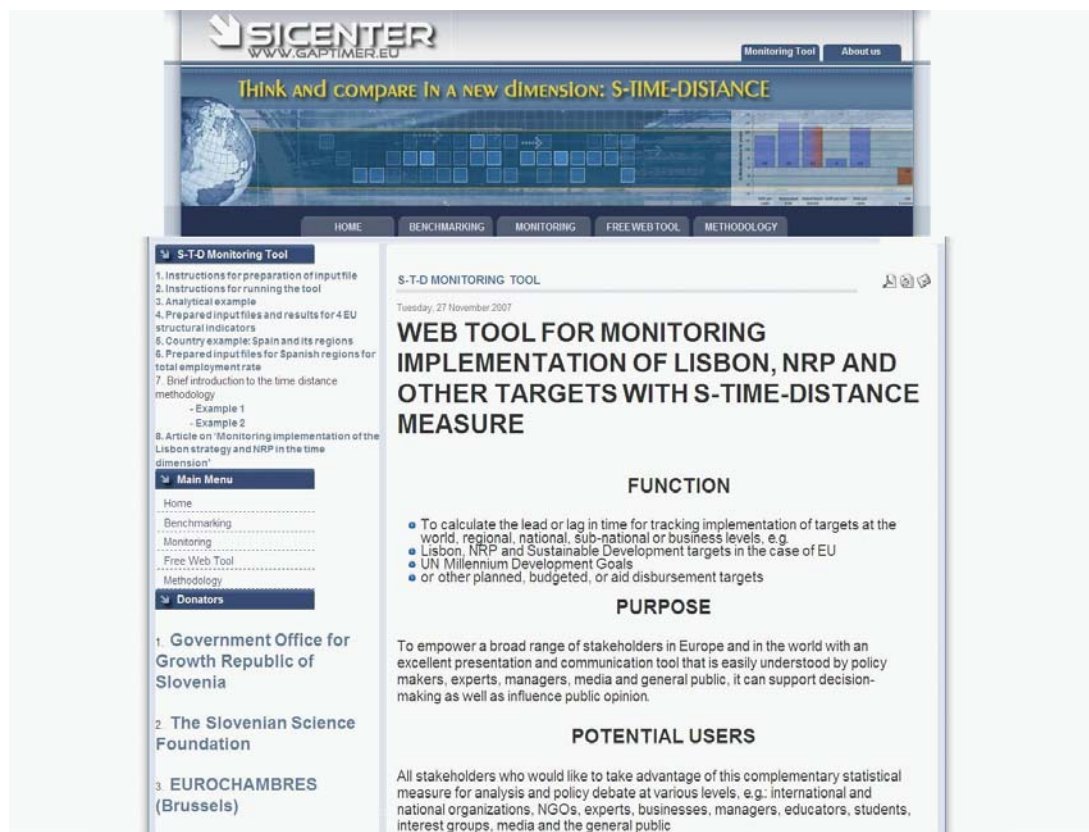 SICENTER
WWW.GAPTIMER.EU
Monitoring Tool
About us
THINK AND COMPARE IN A NEW DIMENSION: S-TIME-DISTANCE
HOME
BENCHMARKING
MONITORING
FREE WEB TOOL
METHODOLOGY
S-T-D Monitoring Tool
1. Instructions for preparation of input file
2. Instructions for running the tool
3. Analytical example
4. Prepared input files and results for 4 EU
structural indicators
5. Country example: Spain and its regions
6. Prepared input files for Spanish regions for
total employment rate
7. Brief introduction to the time distance
methodology
- Example 1
- Example 2
8. Article on 'Monitoring implementation of the
Lisbon strategy and NRP in the time
dimension'
Main Menu
Home
Benchmarking
Monitoring
Free Web Tool
Methodology
Donators
1. Government Office for
Growth Republic of
Slovenia
2. The Slovenian Science
Foundation
3. EUROCHAMBRES
(Brussels)
S-T-D MONITORING TOOL
Tuesday, 27 November 2007
WEB TOOL FOR MONITORING
IMPLEMENTATION OF LISBON, NRP AND
OTHER TARGETS WITH S-TIME-DISTANCE
MEASURE
FUNCTION
To calculate the lead or lag in time for tracking implementation of targets at the
world, regional, national, sub-national or business levels, e.g.
Lisbon, NRP and Sustainable Development targets in the case of EU
UN Millennium Development Goals
or other planned, budgeted, or aid disbursement targets
PURPOSE
To empower a broad range of stakeholders in Europe and in the world with an
excellent presentation and communication tool that is easily understood by policy
makers, experts, managers, media and general public, it can support decision-
making as well as influence public opinion.
POTENTIAL USERS
All stakeholders who would like to take advantage of this complementary statistical
measure for analysis and policy debate at various levels, e.g.: international and
national organizations, NGOs, experts, businesses, managers, educators, students,
interest groups, media and the general public